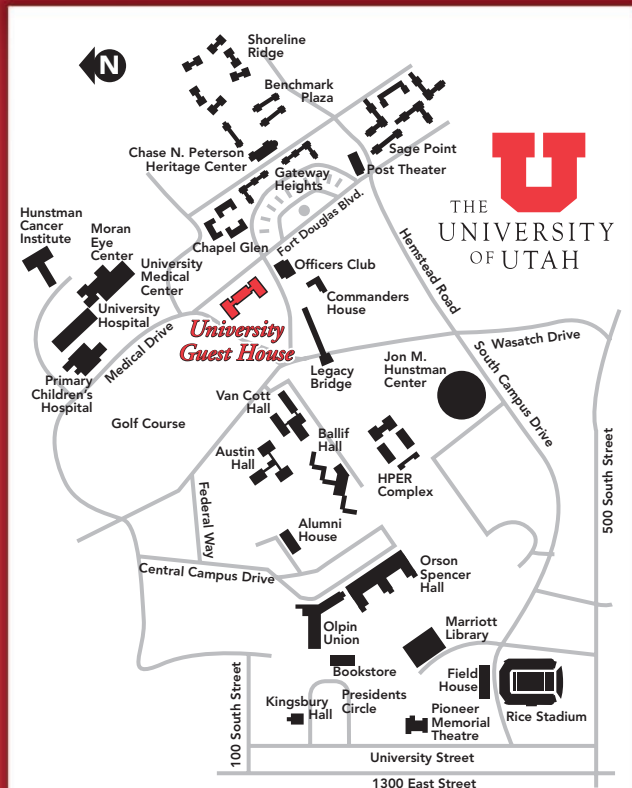 Shoreline
Ridge
N
Benchmark
Plaza
Chase N. Peterson
Heritage Center
Sage Point
Post Theater
Gateway
Heights
THE
UNIVERSITY
OF UTAH
Hunstman
Cancer
Institute
Moran
Eye
Center
Chapel Glen
Fort Douglas Blvd.
University
Medical
Center
Officers Club
Hemstead Road
Commanders
House
University
Hospital
University
Guest House
Medical Drive
Wasatch Drive
Primary
Children's
Hospital
Legacy
Bridge
Jon M.
Hunstman
Center
South Campus Drive
Golf Course
Van Cott
Hall
Austin
Hall
Ballif
Hall
HPER
Complex
500 South Street
Federal Way
Alumni
House
Central Campus Drive
Orson
Spencer
Hall
Olpin
Union
Marriott
Library
Bookstore
Field
House
100 South Street
Kingsbury
Hall
Presidents
Circle
Pioneer
Memorial
Theatre
Rice Stadium
University Street
1300 East Street